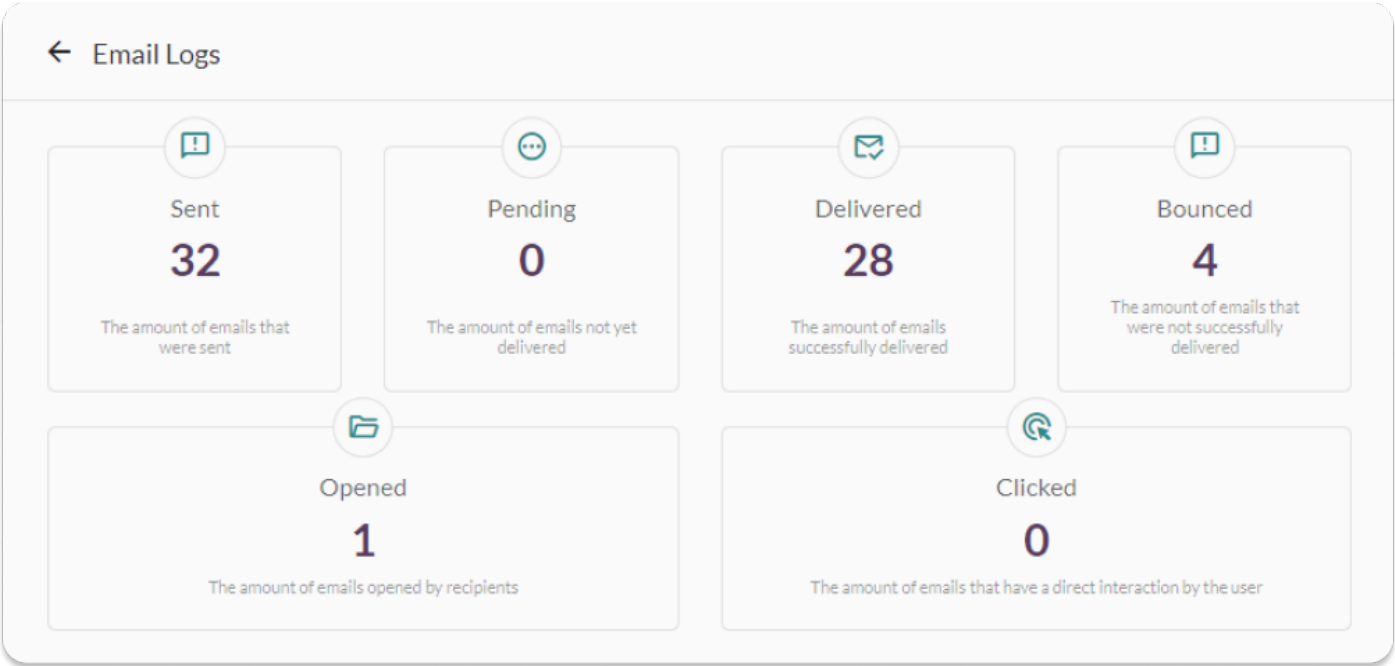 Email Logs
Sent
32
The amount of emails that
were sent
Pending
0
The amount of emails not yet
delivered
Delivered
28
The amount of emails
successfully delivered
Bounced
4
The amount of emails that
were not successfully
delivered
Opened
1
The amount of emails opened by recipients
Clicked
0
The amount of emails that have a direct interaction by the user